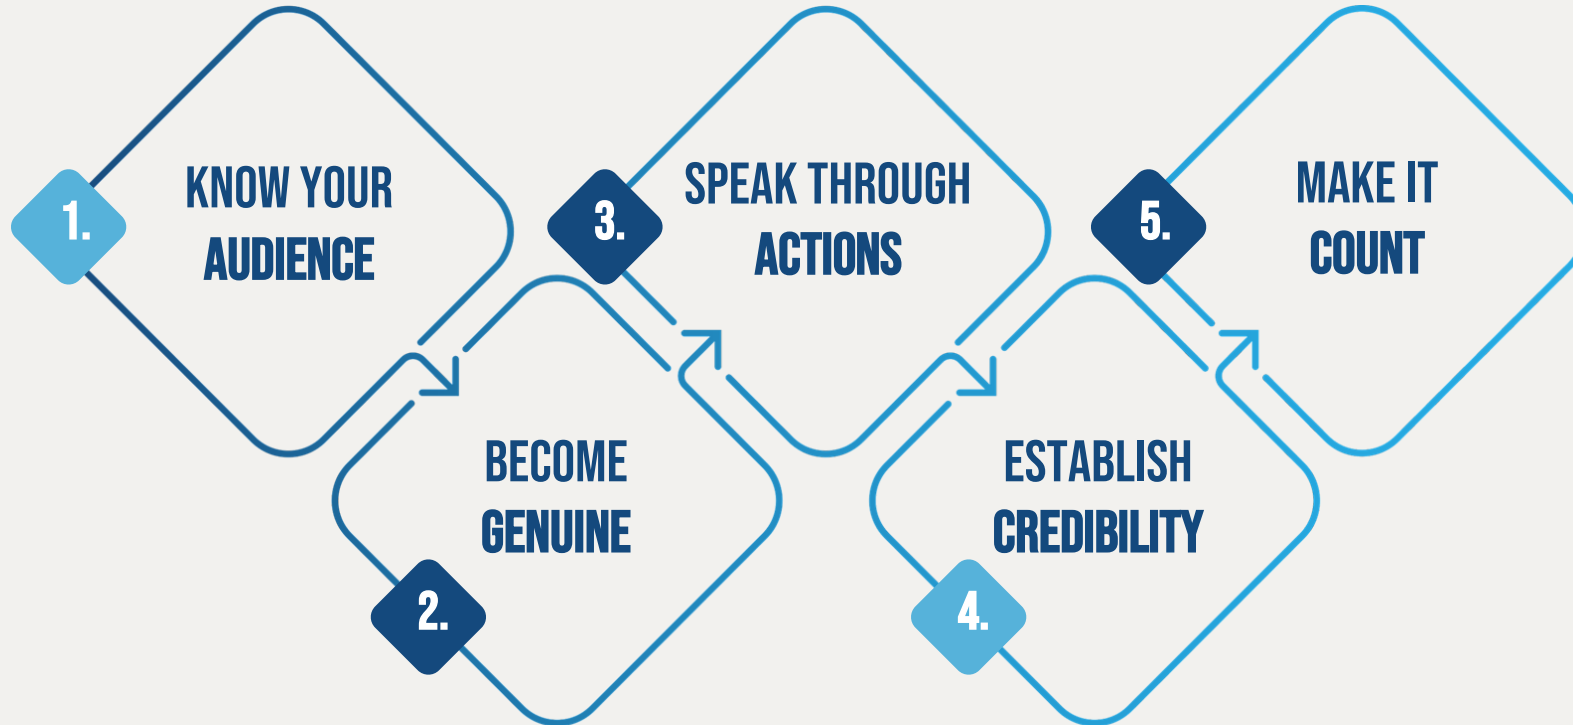 1.
KNOW YOUR
AUDIENCE
2.
BECOME
GENUINE
3.
SPEAK THROUGH
ACTIONS
4.
ESTABLISH
CREDIBILITY
5.
MAKE IT
COUNT